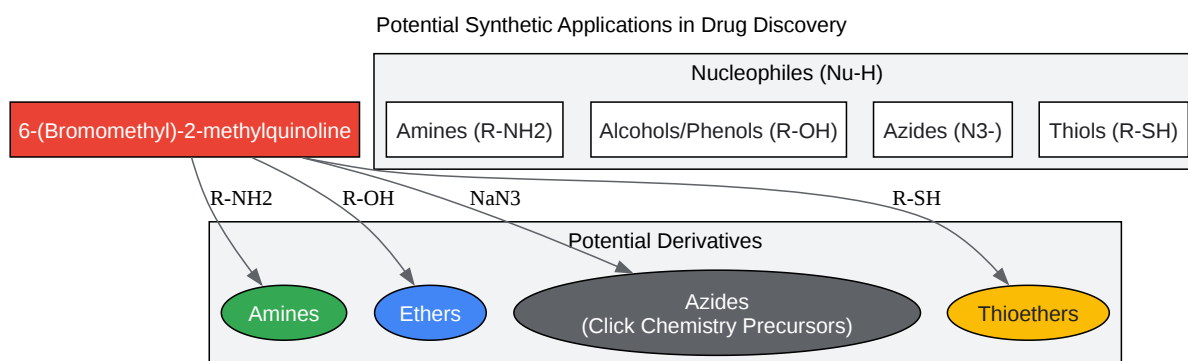 Potential Synthetic Applications in Drug Discovery
Nucleophiles (Nu-H)
6-(Bromomethyl)-2-methylquinoline
Amines (R-NH2)
Alcohols/Phenols (R-OH)
Azides (N3-)
Thiols (R-SH)
R-NH2
R-OH
NaN3
R-SH
Potential Derivatives
Amines
Ethers
Azides
(Click Chemistry Precursors)
Thioethers